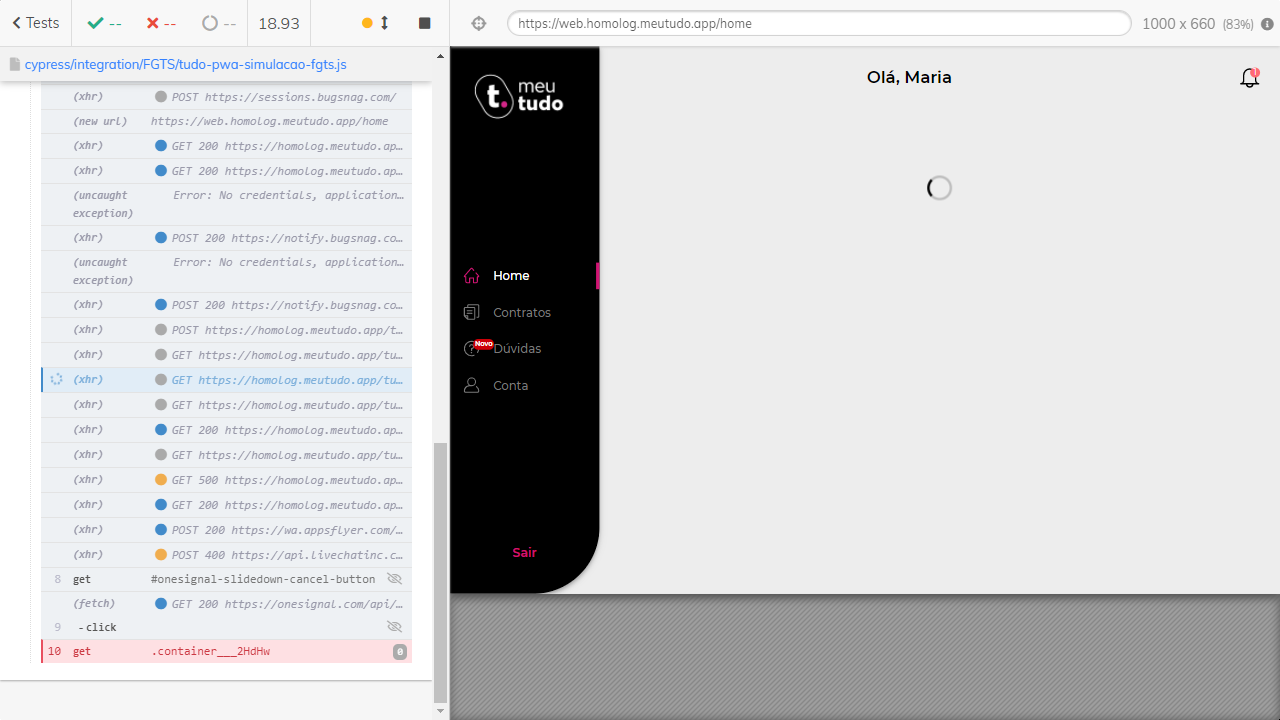 Tests
--
--
--
18.93
cypress/integration/FGTS/tudo-pwa-simulacao-fgts.js
(xhr) POST https://sessions.bugsnag.com/
(new url) https://web.homolog.meutudo.app/home
(xhr) GET 200 https://homolog.meutudo.ap…
(xhr) GET 200 https://homolog.meutudo.ap…
(uncaught exception) Error: No credentials, application…
(xhr) POST 200 https://notify.bugsnag.co…
(uncaught exception) Error: No credentials, application…
(xhr) POST 200 https://notify.bugsnag.co…
(xhr) POST https://homolog.meutudo.app/t…
(xhr) GET https://homolog.meutudo.app/tu…
(xhr) GET https://homolog.meutudo.app/tu…
(xhr) GET https://homolog.meutudo.app/tu…
(xhr) GET 200 https://homolog.meutudo.ap…
(xhr) GET https://homolog.meutudo.app/tu…
(xhr) GET 500 https://homolog.meutudo.ap…
(xhr) GET 200 https://homolog.meutudo.ap…
(xhr) POST 200 https://wa.appsflyer.com/…
(xhr) POST 400 https://api.livechatinc.c…
8 get #onesignal-slidedown-cancel-button
(fetch) GET 200 https://onesignal.com/api/…
9 -click
10 get .container___2HdHw 0
https://web.homolog.meutudo.app/home
1000 x 660 (83%)
t. meu
tudo
Olá, Maria
1
Home
Contratos
Novo
Dúvidas
Conta
Sair